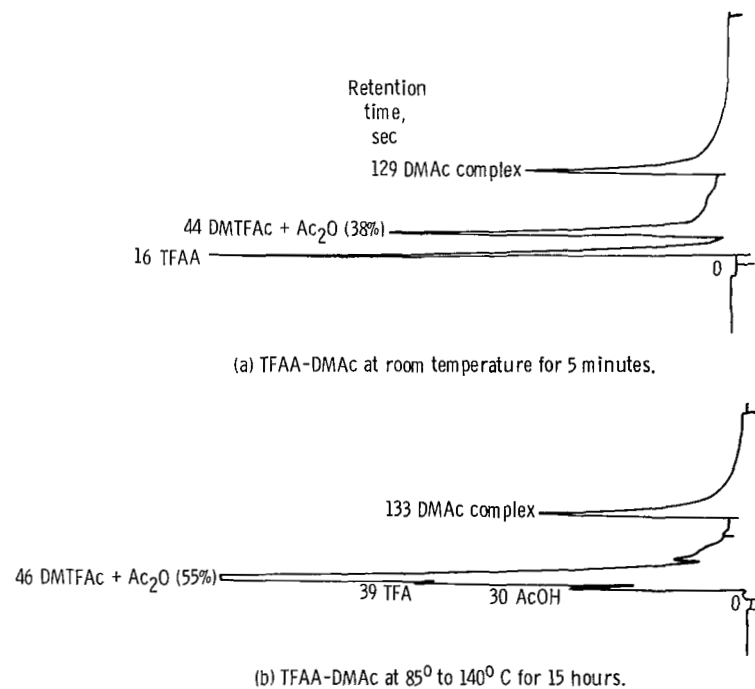 Retention
time,
sec
129 DMAc complex
44 DMTFAc + Ac₂O (38%)
16 TFAA
0
(a) TFAA-DMAc at room temperature for 5 minutes.
133 DMAc complex
46 DMTFAc + Ac₂O (55%)
39 TFA
30 AcOH
0
(b) TFAA-DMAc at 85⁰ to 140⁰ C for 15 hours.